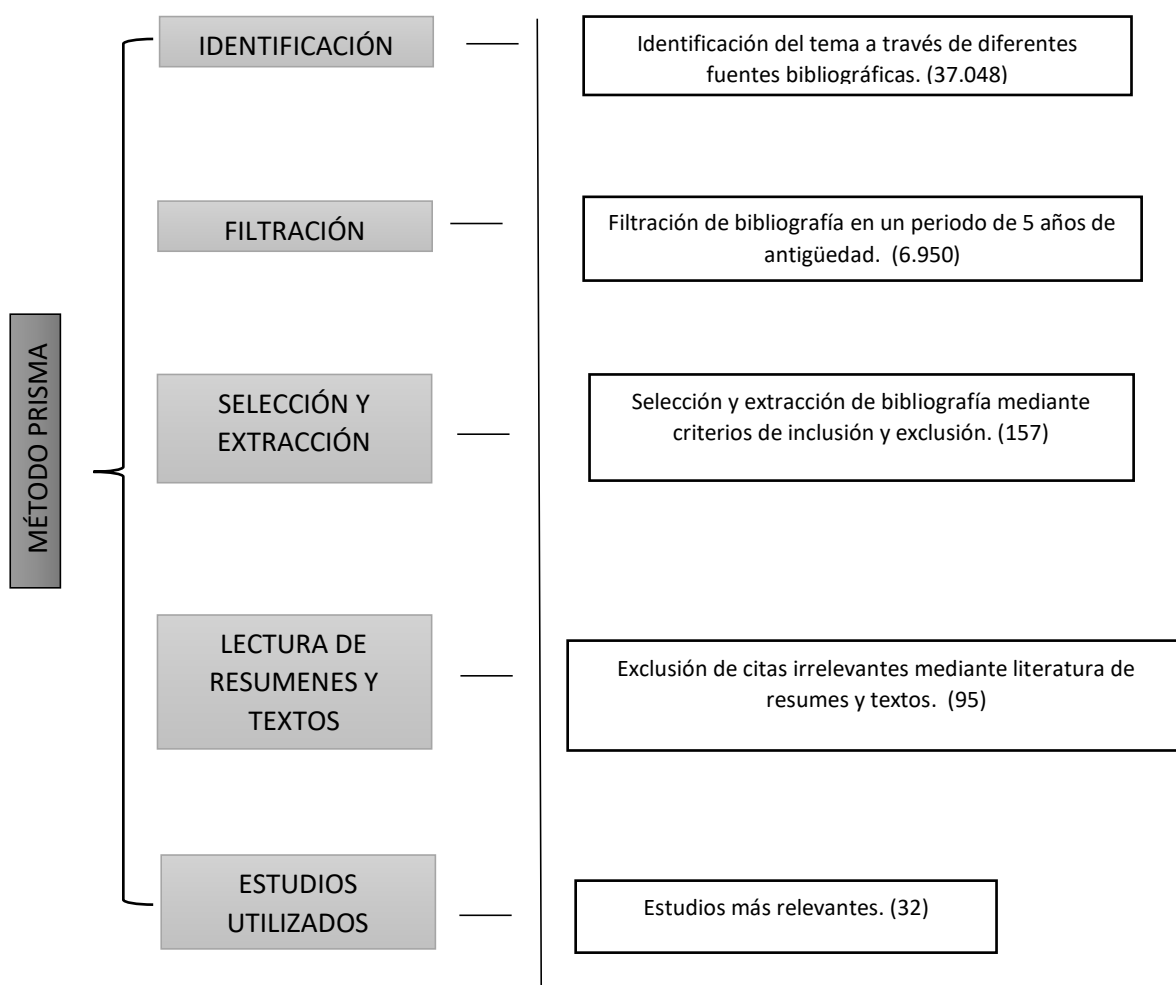 MÉTODO PRISMA
IDENTIFICACIÓN
Identificación del tema a través de diferentes
fuentes bibliográficas. (37.048)
FILTRACIÓN
Filtración de bibliografía en un periodo de 5 años de
antigüedad. (6.950)
SELECCIÓN Y
EXTRACCIÓN
Selección y extracción de bibliografía mediante
criterios de inclusión y exclusión. (157)
LECTURA DE
RESUMENES Y
TEXTOS
Exclusión de citas irrelevantes mediante literatura de
resumes y textos. (95)
ESTUDIOS
UTILIZADOS
Estudios más relevantes. (32)